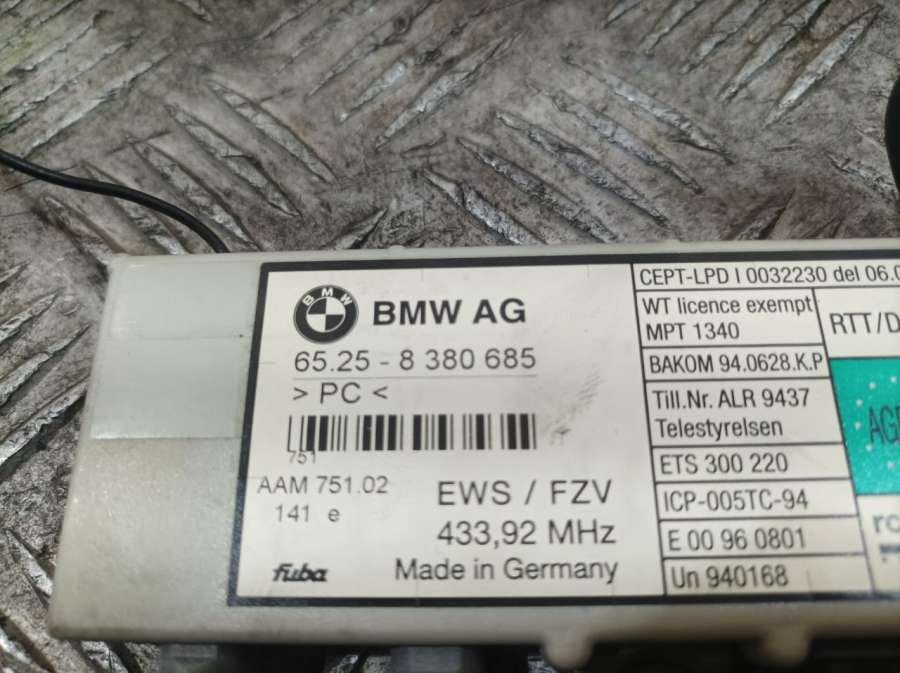 BMW
BMW AG
65.25 - 8 380 685
> PC <
751
AAM 751.02
141 e
EWS / FZV
433,92 MHz
fuba
Made in Germany
CEPT-LPD I 0032230 del 06.0
WT licence exempt
MPT 1340
BAKOM 94.0628.K.P
Till.Nr. ALR 9437
Telestyrelsen
ETS 300 220
ICP-005TC-94
E 00 96 0801
Un 940168
RTT/D